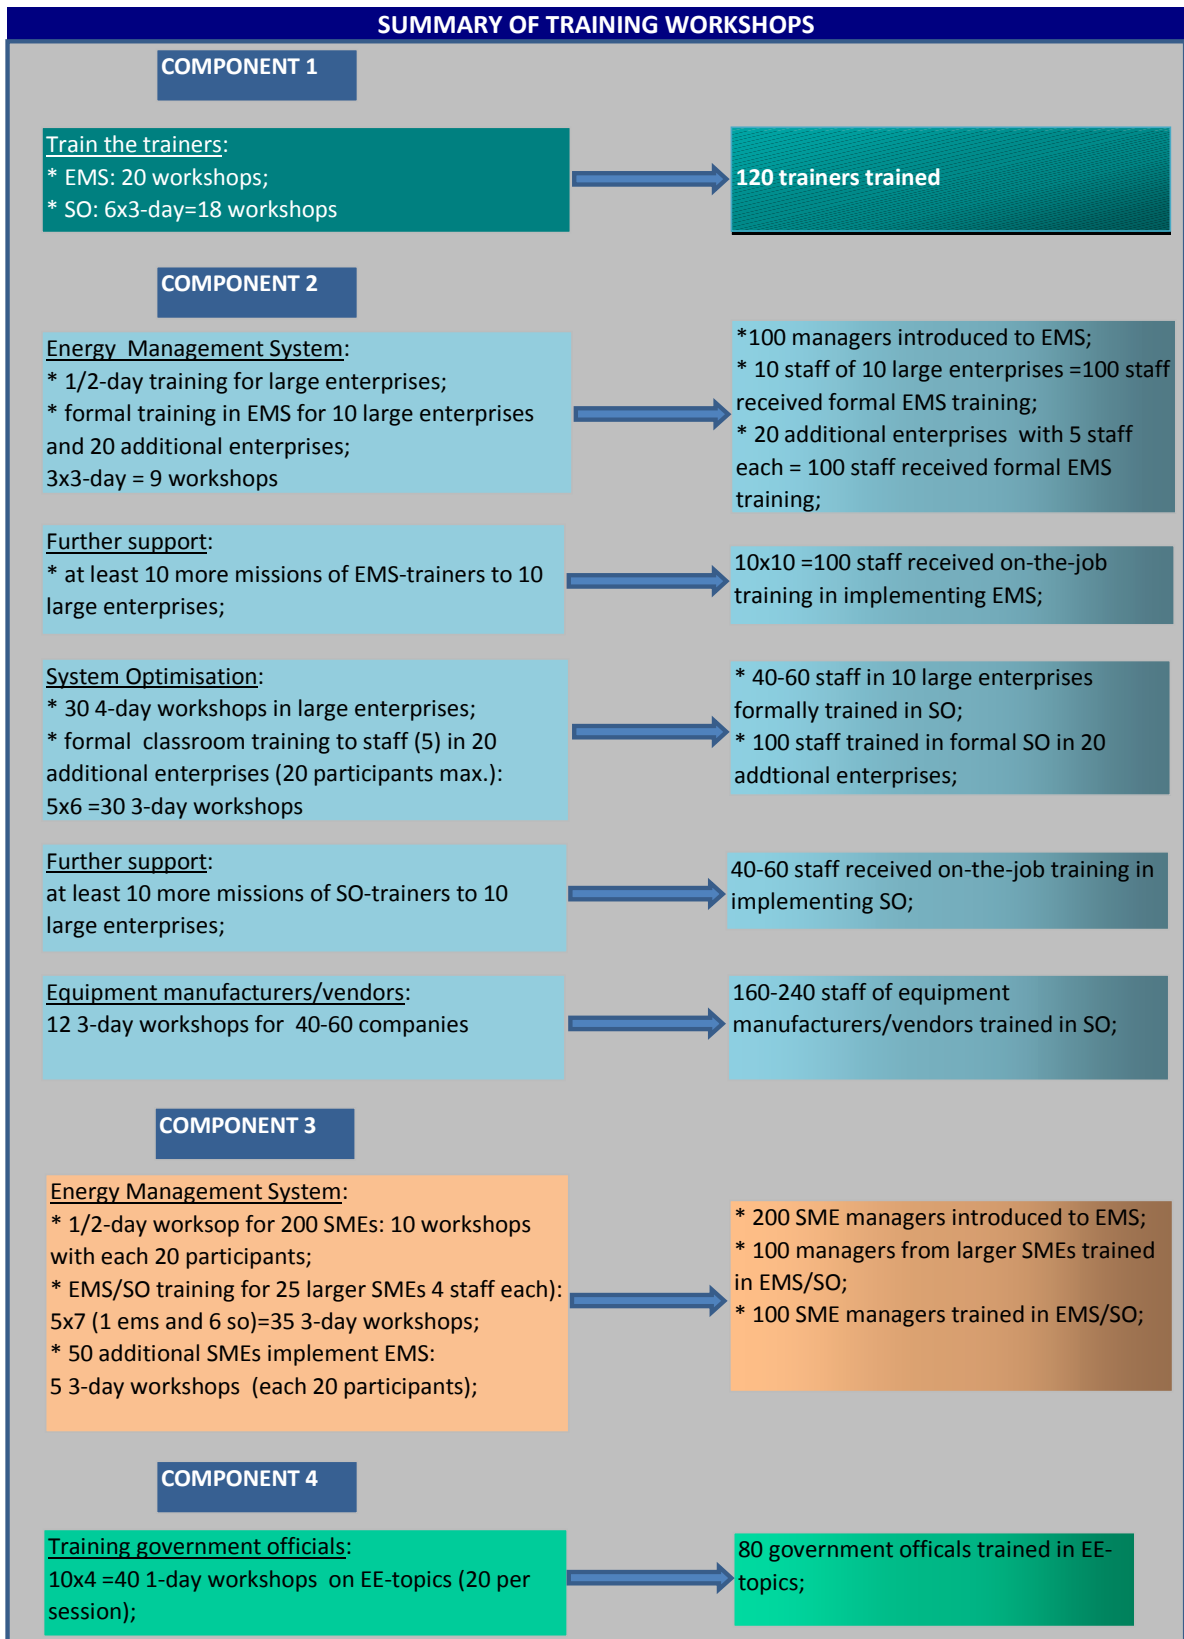 SUMMARY OF TRAINING WORKSHOPS
COMPONENT 1
Train the trainers:
* EMS: 20 workshops;
* SO: 6x3-day=18 workshops
120 trainers trained
COMPONENT 2
Energy  Management System:
* 1/2-day training for large enterprises;
* formal training in EMS for 10 large enterprises
and 20 additional enterprises;
3x3-day = 9 workshops
*100 managers introduced to EMS;
* 10 staff of 10 large enterprises =100 staff
received formal EMS training;
* 20 additional enterprises  with 5 staff
each = 100 staff received formal EMS
training;
Further support:
* at least 10 more missions of EMS-trainers to 10
large enterprises;
10x10 =100 staff received on-the-job
training in implementing EMS;
System Optimisation:
* 30 4-day workshops in large enterprises;
* formal  classroom training to staff (5) in 20
additional enterprises (20 participants max.):
5x6 =30 3-day workshops
* 40-60 staff in 10 large enterprises
formally trained in SO;
* 100 staff trained in formal SO in 20
addtional enterprises;
Further support:
at least 10 more missions of SO-trainers to 10
large enterprises;
40-60 staff received on-the-job training in
implementing SO;
Equipment manufacturers/vendors:
12 3-day workshops for  40-60 companies
160-240 staff of equipment
manufacturers/vendors trained in SO;
COMPONENT 3
Energy Management System:
* 1/2-day worksop for 200 SMEs: 10 workshops
with each 20 participants;
* EMS/SO training for 25 larger SMEs 4 staff each):
5x7 (1 ems and 6 so)=35 3-day workshops;
* 50 additional SMEs implement EMS:
5 3-day workshops  (each 20 participants);
* 200 SME managers introduced to EMS;
* 100 managers from larger SMEs trained
in EMS/SO;
* 100 SME managers trained in EMS/SO;
COMPONENT 4
Training government officials:
10x4 =40 1-day workshops  on EE-topics (20 per
session);
80 government officals trained in EE-
topics;